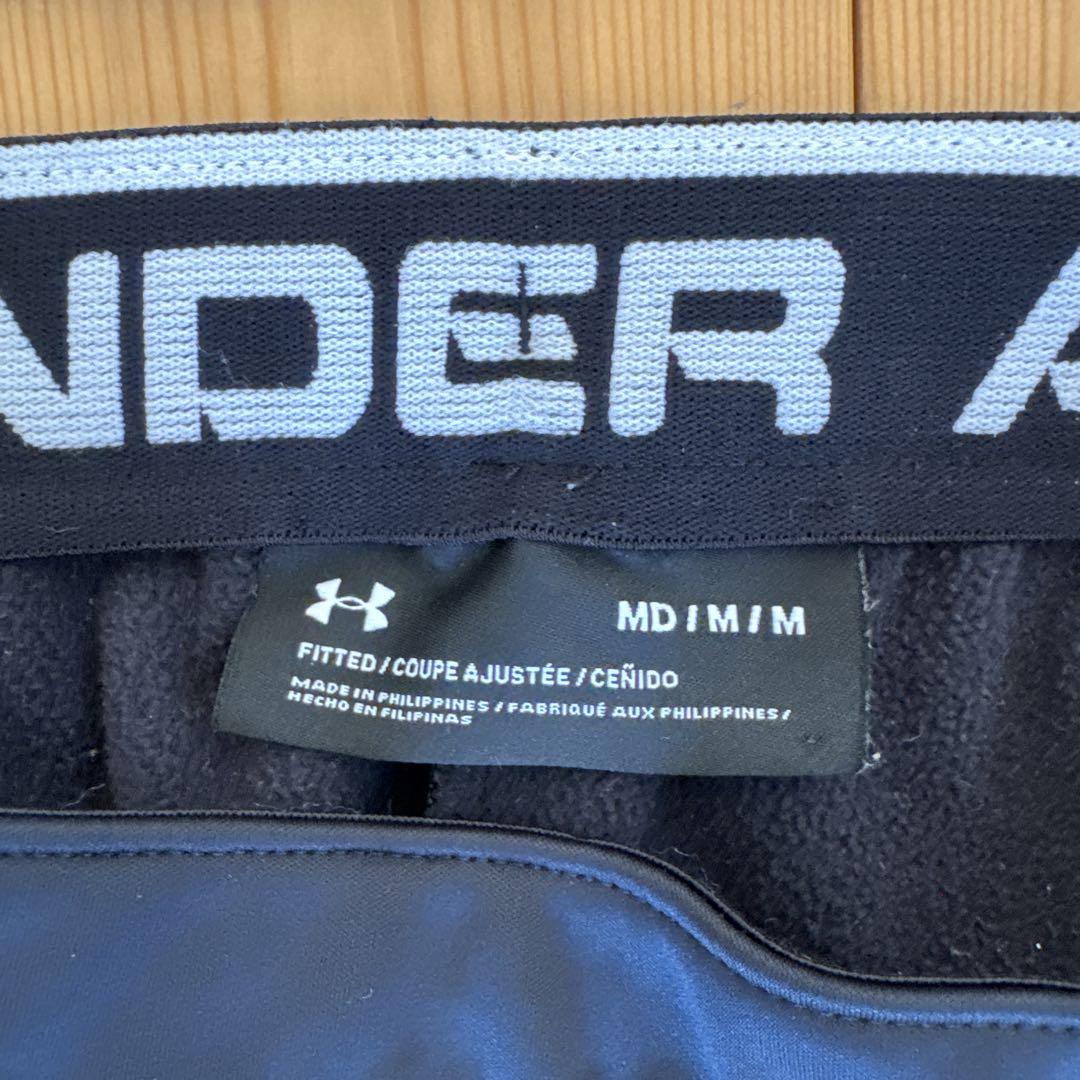 NDER A
MD / M / M
FITTED / COUPE AJUSTÉE / CEÑIDO
MADE IN PHILIPPINES / FABRIQUÉ AUX PHILIPPINES /
HECHO EN FILIPINAS